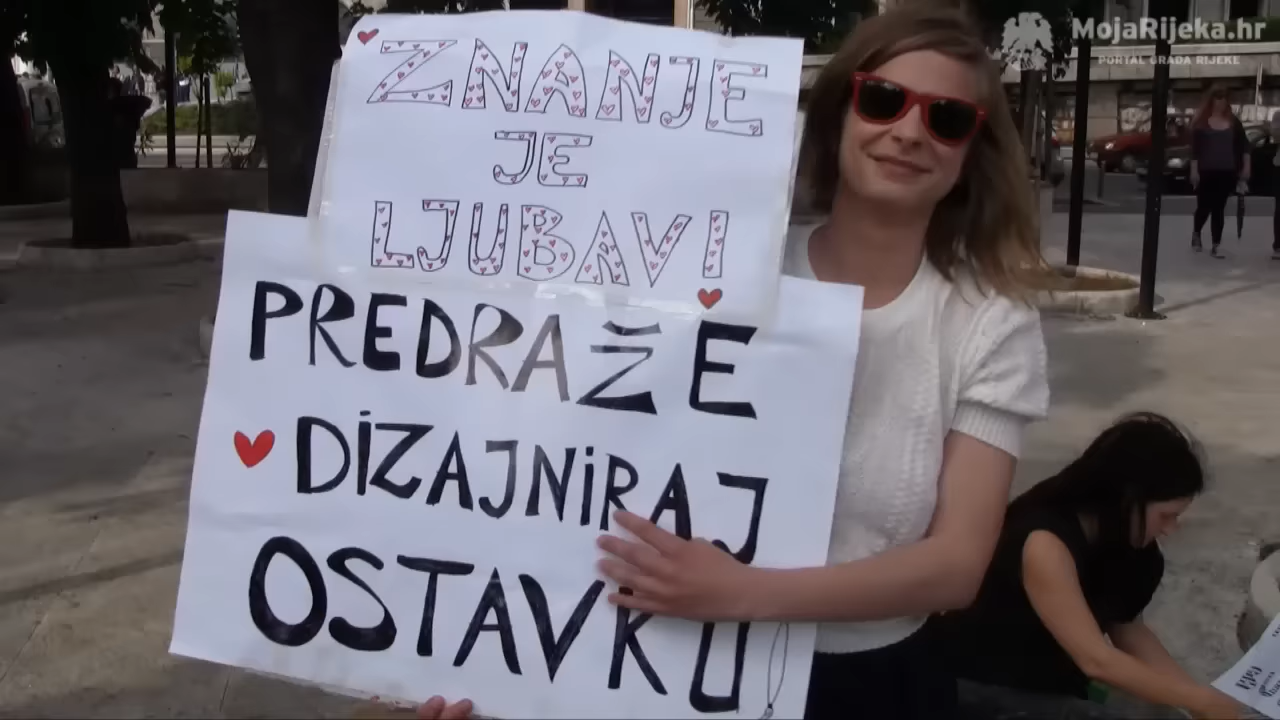 MojaRijeka.hr
PORTAL GRADA RIJEKE
ZNANJE
JE
LJUBAV!
PREDRAŽE
DIZAJNIRAJ
OSTAVKU